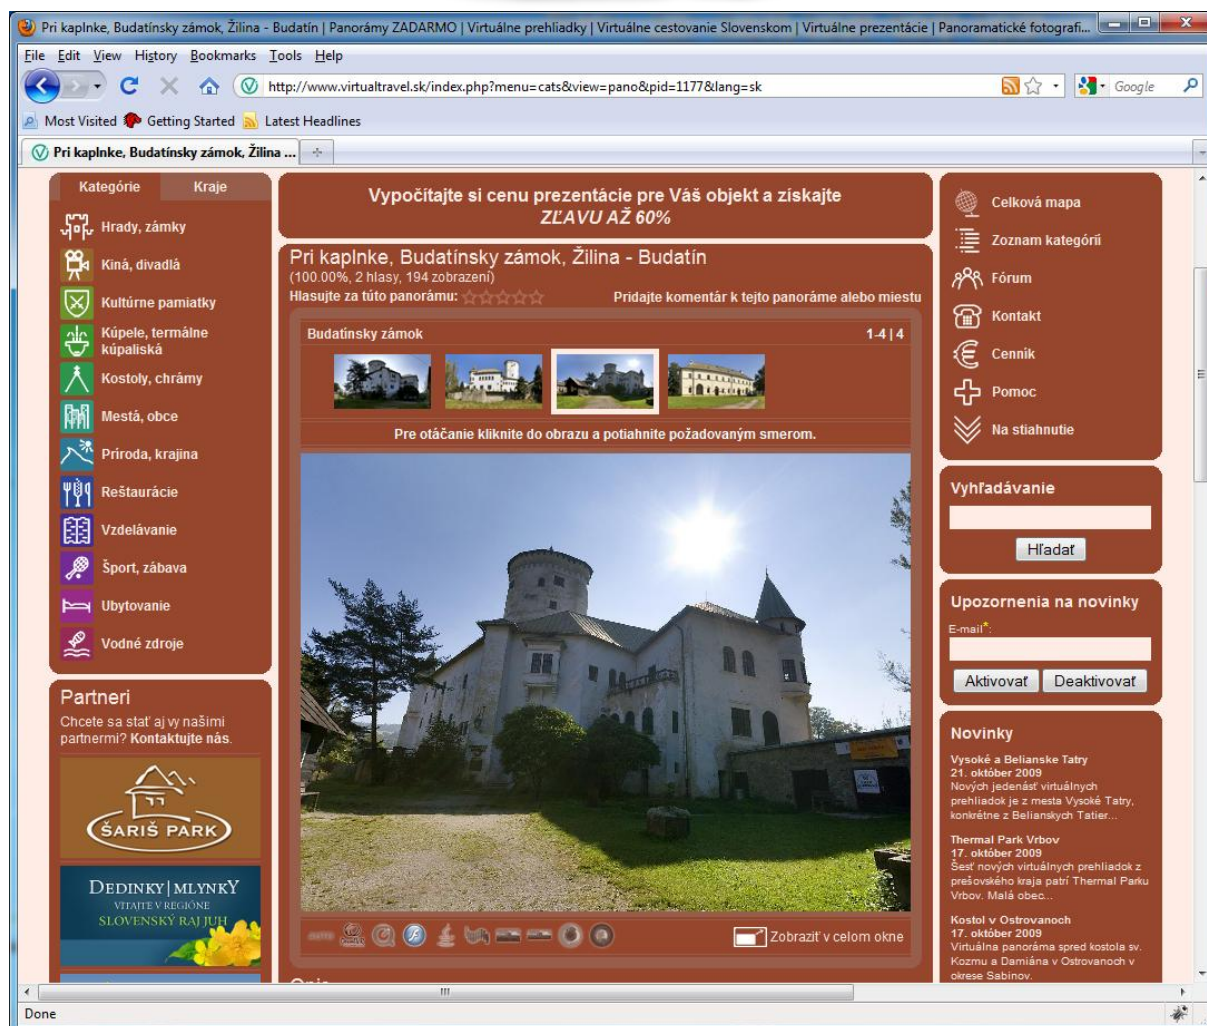 Pri kaplnke, Budatínsky zámok, Žilina - Budatín | Panorámy ZADARMO | Virtuálne prehliadky | Virtuálne cestovanie Slovenskom | Virtuálne prezentácie | Panoramatické fotografi...
File Edit View History Bookmarks Tools Help
http://www.virtualtravel.sk/index.php?menu=cats&view=pano&pid=1177&lang=sk
Google
Most Visited Getting Started Latest Headlines
Pri kaplnke, Budatínsky zámok, Žilina ...
Kategórie Kraje
Hrady, zámky
Kiná, divadlá
Kultúrne pamiatky
Kúpele, termálne
kúpaliská
Kostoly, chrámy
Mestá, obce
Príroda, krajina
Reštaurácie
Vzdelávanie
Šport, zábava
Ubytovanie
Vodné zdroje
Partneri
Chcete sa stať aj vy našimi
partnermi? Kontaktujte nás.
ŠARIŠ PARK
DEDINKY | MLYNKY
VITAJTE V REGIÓNE
SLOVENSKÝ RAJ JUH
Vypočítajte si cenu prezentácie pre Váš objekt a získajte
ZĽAVU AŽ 60%
Pri kaplnke, Budatínsky zámok, Žilina - Budatín
(100.00%, 2 hlasy, 194 zobrazení)
Hlasujte za túto panorámu:
Pridajte komentár k tejto panoráme alebo miestu
Budatínsky zámok
1-4 | 4
Pre otáčanie kliknite do obrazu a potiahnite požadovaným smerom.
AUTO
Zobraziť v celom okne
Opis
Celková mapa
Zoznam kategórií
Fórum
Kontakt
Cenník
Pomoc
Na stiahnutie
Vyhľadávanie
Hľadať
Upozornenia na novinky
E-mail*:
Aktivovať Deaktivovať
Novinky
Vysoké a Belianske Tatry
21. október 2009
Nových jedenásť virtuálnych
prehliadok je z mesta Vysoké Tatry,
konkrétne z Belianskych Tatier...
Thermal Park Vrbov
17. október 2009
Šesť nových virtuálnych prehliadok z
prešovského kraja patrí Thermal Parku
Vrbov. Malá obec...
Kostol v Ostrovanoch
17. október 2009
Virtuálna panoráma spred kostola sv.
Kozmu a Damiána v Ostrovanoch v
okrese Sabinov.
Done